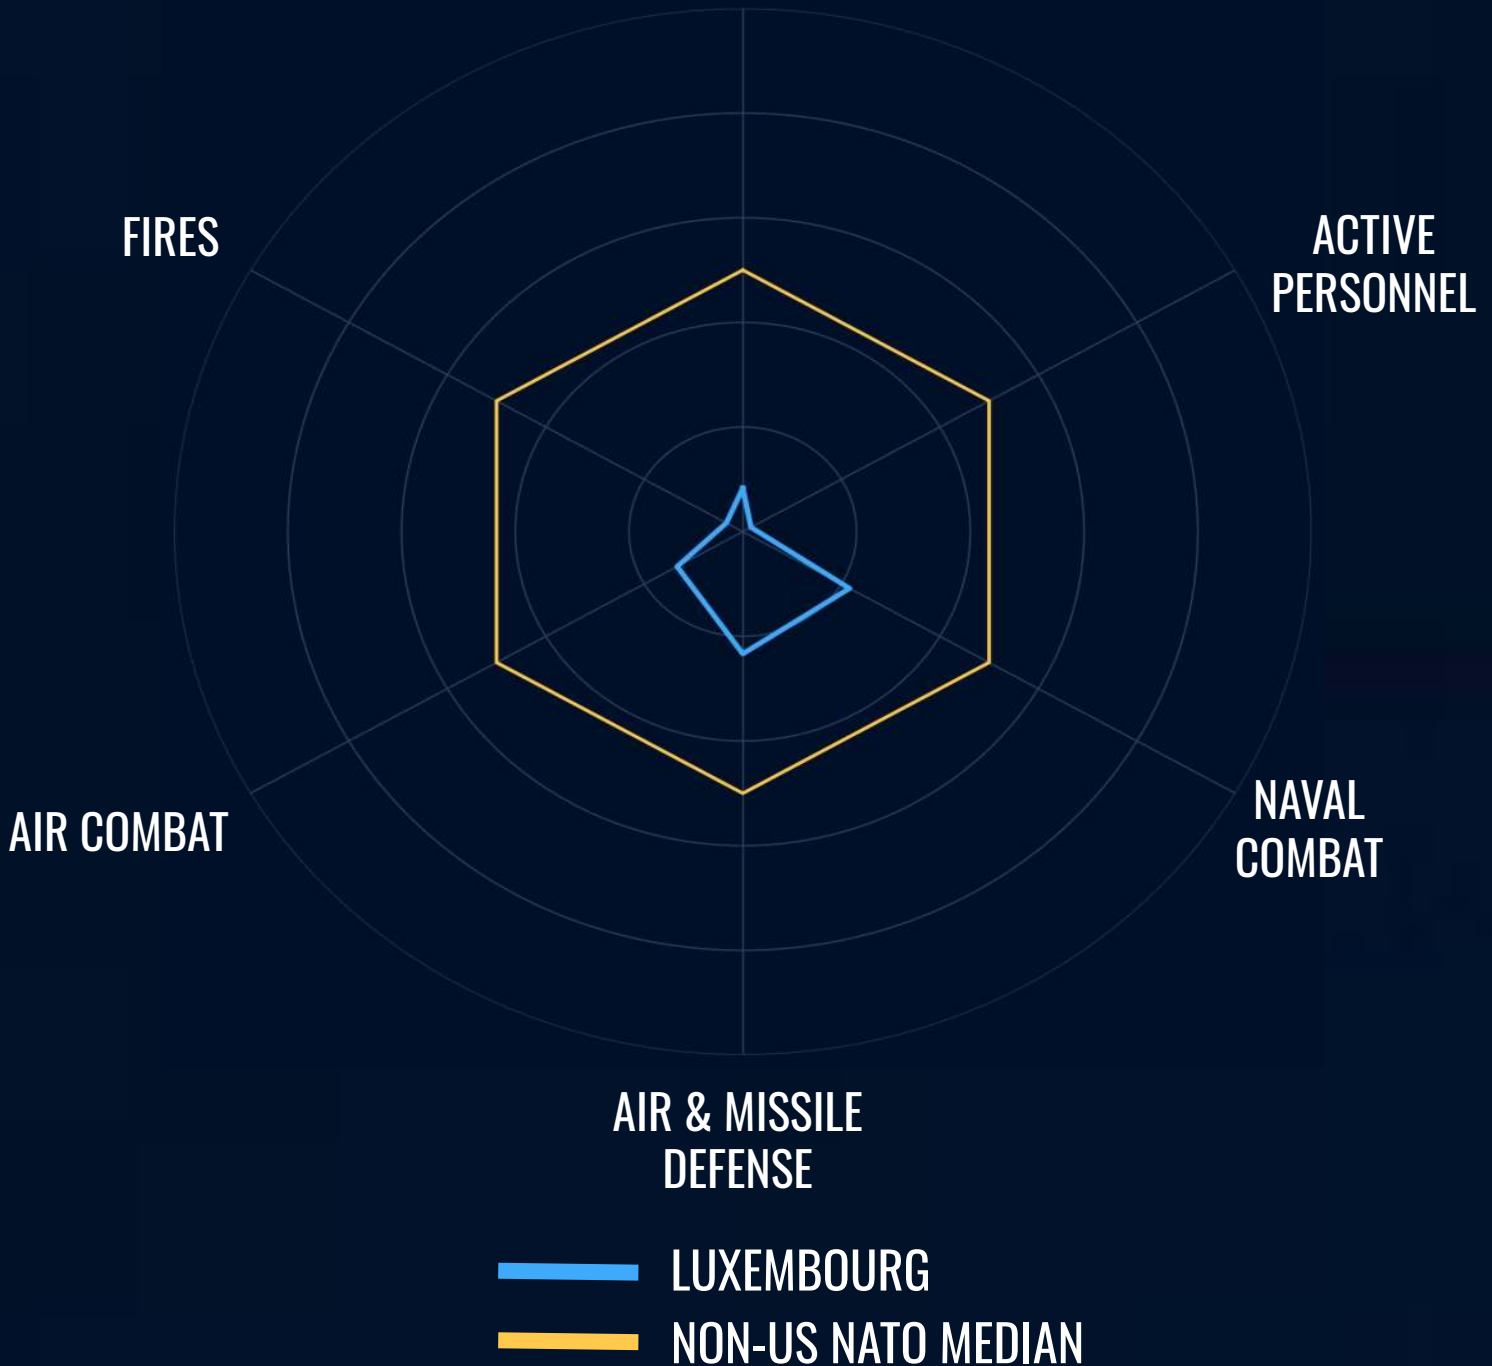 FIRES
ACTIVE
PERSONNEL
AIR COMBAT
NAVAL
COMBAT
AIR & MISSILE
DEFENSE
LUXEMBOURG
NON-US NATO MEDIAN